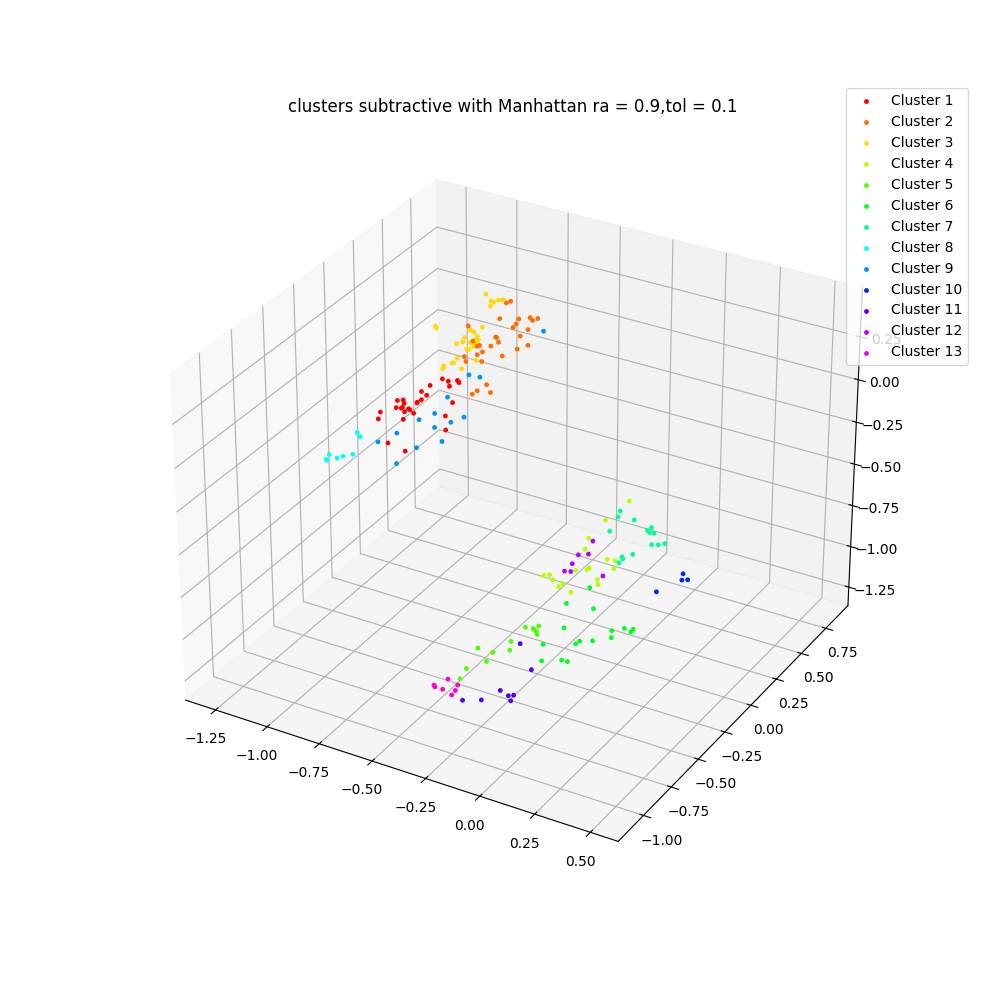 clusters subtractive with Manhattan ra = 0.9,tol = 0.1
Cluster 1
Cluster 2
Cluster 3
Cluster 4
Cluster 5
Cluster 6
Cluster 7
Cluster 8
Cluster 9
Cluster 10
Cluster 11
Cluster 12
Cluster 13
0.25
0.00
−0.25
−0.50
−0.75
−1.00
−1.25
0.75
0.50
0.25
0.00
−0.25
−0.50
−0.75
−1.00
−1.25
−1.00
−0.75
−0.50
−0.25
0.00
0.25
0.50